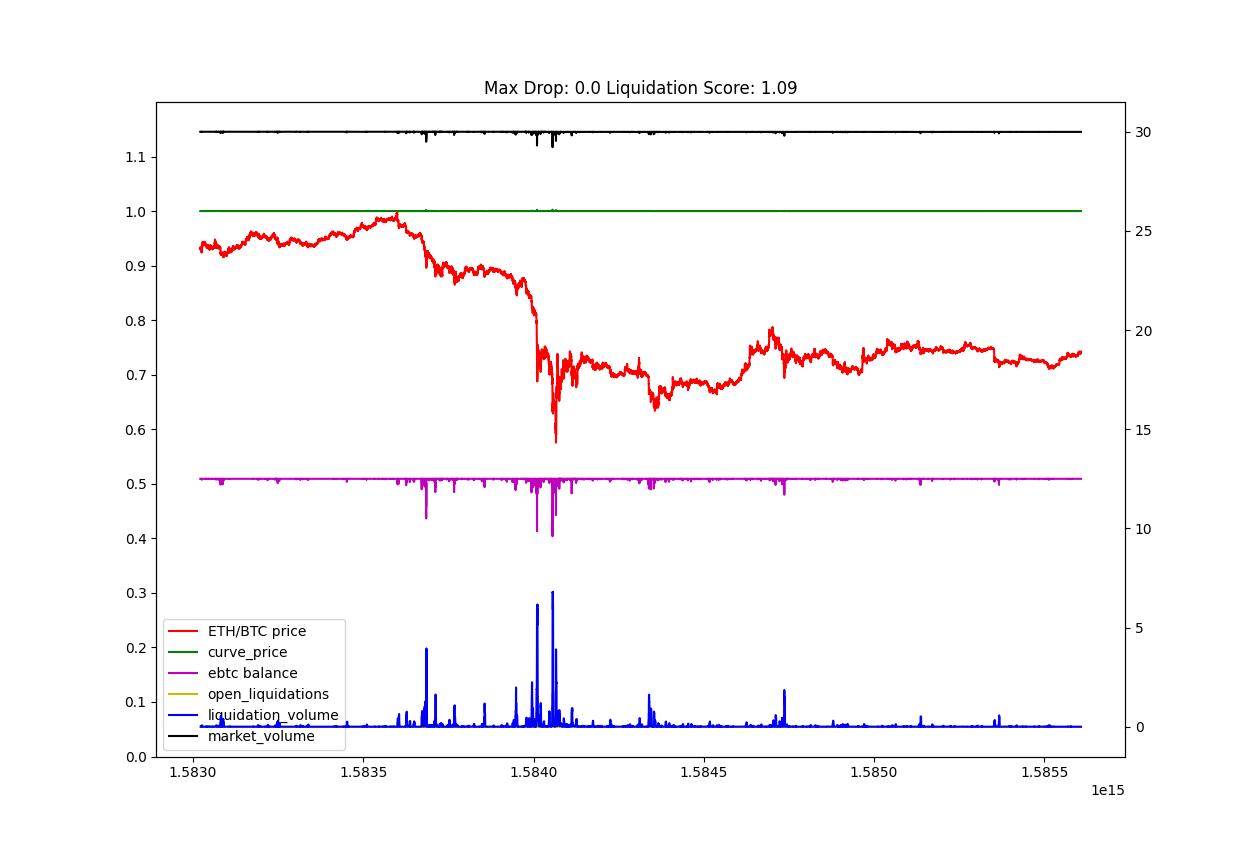 Max Drop: 0.0 Liquidation Score: 1.09
1.1
1.0
0.9
0.8
0.7
0.6
0.5
0.4
0.3
0.2
0.1
0.0
30
25
20
15
10
5
0
ETH/BTC price
curve_price
ebtc balance
open_liquidations
liquidation_volume
market_volume
1.5830 1.5835 1.5840 1.5845 1.5850 1.5855
1e15